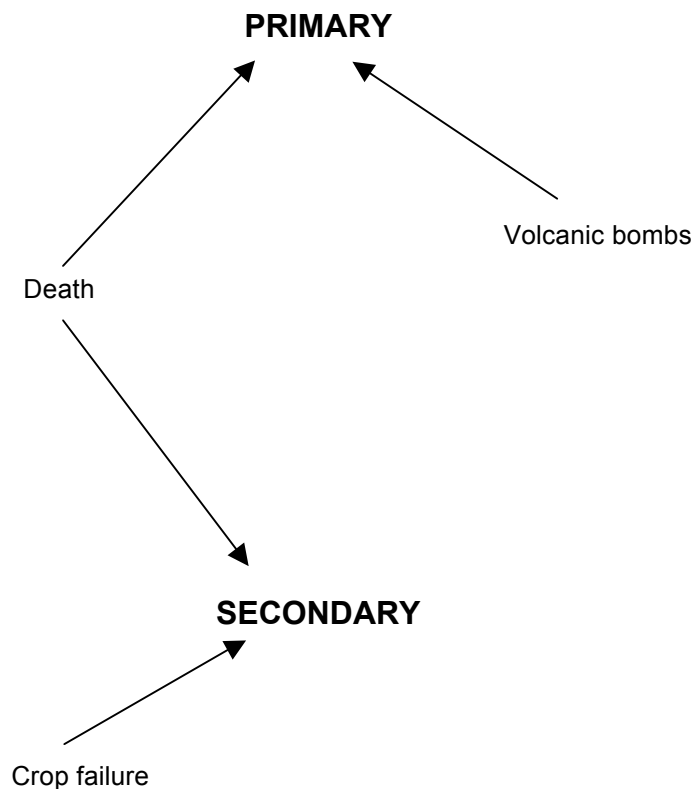 PRIMARY
Volcanic bombs
Death
SECONDARY
Crop failure